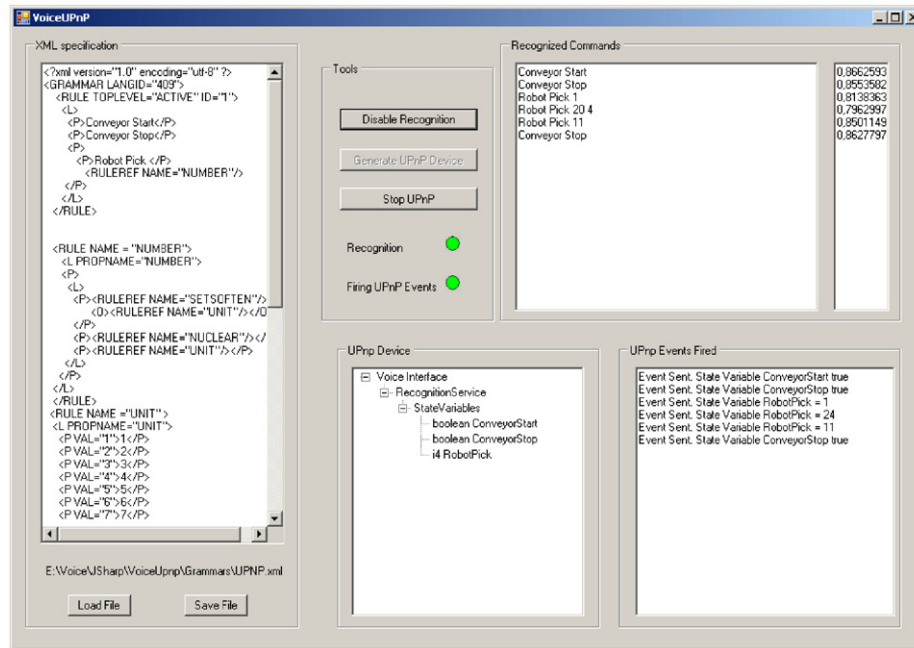 VoiceUPnP
XML specification
<?xml version="1.0" encoding="utf-8" ?>
<GRAMMAR LANGID="409">
<RULE TOPLEVEL="ACTIVE" ID="1">
<L>
<P>Conveyor Start</P>
<P>Conveyor Stop</P>
<P>
<P>Robot Pick </P>
<RULEREF NAME="NUMBER"/>
</P>
</L>
</RULE>
<RULE NAME = "NUMBER">
<L PROPNAME="NUMBER">
<P>
<L>
<P><RULEREF NAME="SETSOFTEN"/>
<O><RULEREF NAME="UNIT"/></O
</P>
<P><RULEREF NAME="NUCLEAR"/></
<P><RULEREF NAME="UNIT"/></P>
</L>
</P>
</L>
</RULE>
<RULE NAME ="UNIT">
<L PROPNAME="UNIT">
<P VAL="1">1</P>
<P VAL="2">2</P>
<P VAL="3">3</P>
<P VAL="4">4</P>
<P VAL="5">5</P>
<P VAL="6">6</P>
<P VAL="7">7</P>
E:\Voice\JSharp\VoiceUpnp\Grammars\UPNP.xml
Load File
Save File
Tools
Disable Recognition
Generate UPnP Device
Stop UPnP
Recognition
Firing UPnP Events
Recognized Commands
Conveyor Start 0,8662593
Conveyor Stop 0,8553582
Robot Pick 1 0,8138363
Robot Pick 20 4 0,7962997
Robot Pick 11 0,8501149
Conveyor Stop 0,8627797
UPnp Device
Voice Interface
RecognitionService
StateVariables
boolean ConveyorStart
boolean ConveyorStop
i4 RobotPick
UPnp Events Fired
Event Sent. State Variable ConveyorStart true
Event Sent. State Variable ConveyorStop true
Event Sent. State Variable RobotPick = 1
Event Sent. State Variable RobotPick = 24
Event Sent. State Variable RobotPick = 11
Event Sent. State Variable ConveyorStop true